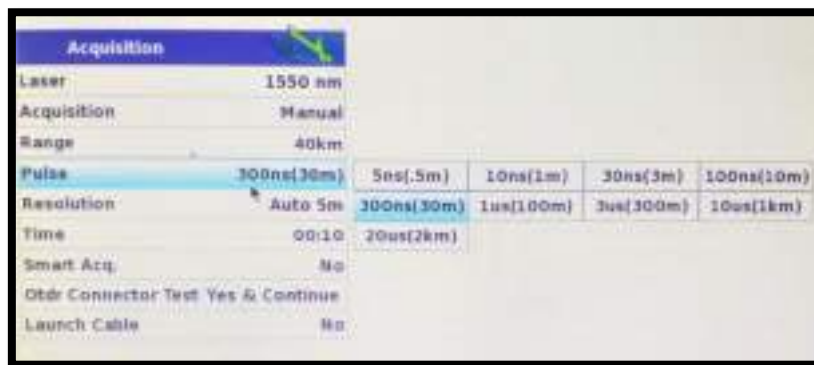 Acquisition
Laser 1550 nm
Acquisition Manual
Range 40km
Pulse 300ns(30m) 5ns(.5m) 10ns(1m) 30ns(3m) 100ns(10m)
Resolution Auto 5m 300ns(30m) 1us(100m) 3us(300m) 10us(1km)
Time 00:10 20us(2km)
Smart Acq. No
Otdr Connector Test Yes & Continue
Launch Cable No